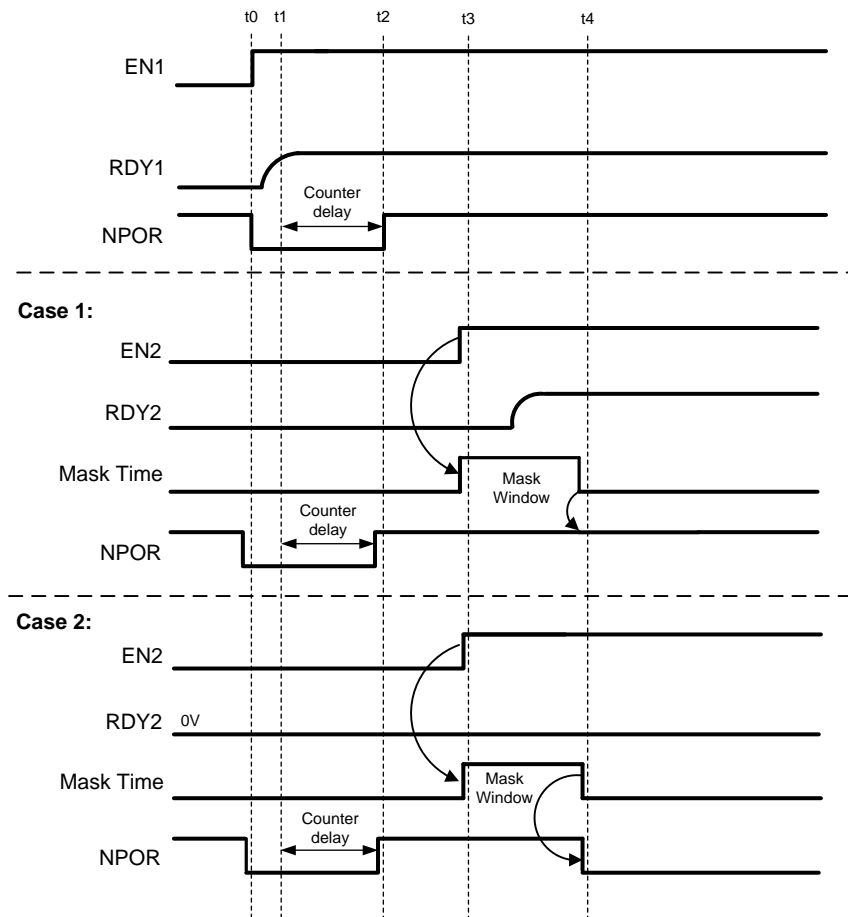 t0 t1 t2 t3 t4
EN1
RDY1
Counter
delay
NPOR
Case 1:
EN2
RDY2
Mask Time
Mask
Window
Counter
delay
NPOR
Case 2:
EN2
RDY2 0V
Mask Time
Mask
Window
Counter
delay
NPOR